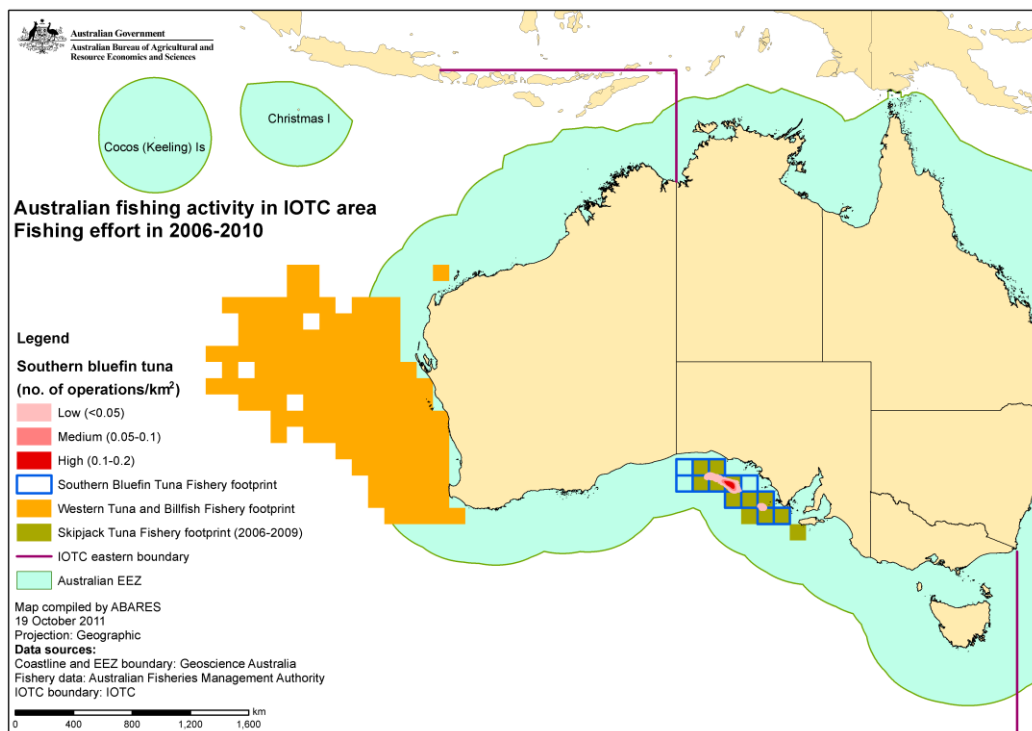 Australian Government
Australian Bureau of Agricultural and
Resource Economics and Sciences
Cocos (Keeling) Is
Christmas I
Australian fishing activity in IOTC area
Fishing effort in 2006-2010
Legend
Southern bluefin tuna
(no. of operations/km²)
Low (<0.05)
Medium (0.05-0.1)
High (0.1-0.2)
Southern Bluefin Tuna Fishery footprint
Western Tuna and Billfish Fishery footprint
Skipjack Tuna Fishery footprint (2006-2009)
IOTC eastern boundary
Australian EEZ
Map compiled by ABARES
19 October 2011
Projection: Geographic
Data sources:
Coastline and EEZ boundary: Geoscience Australia
Fishery data: Australian Fisheries Management Authority
IOTC boundary: IOTC
km
0 400 800 1,200 1,600